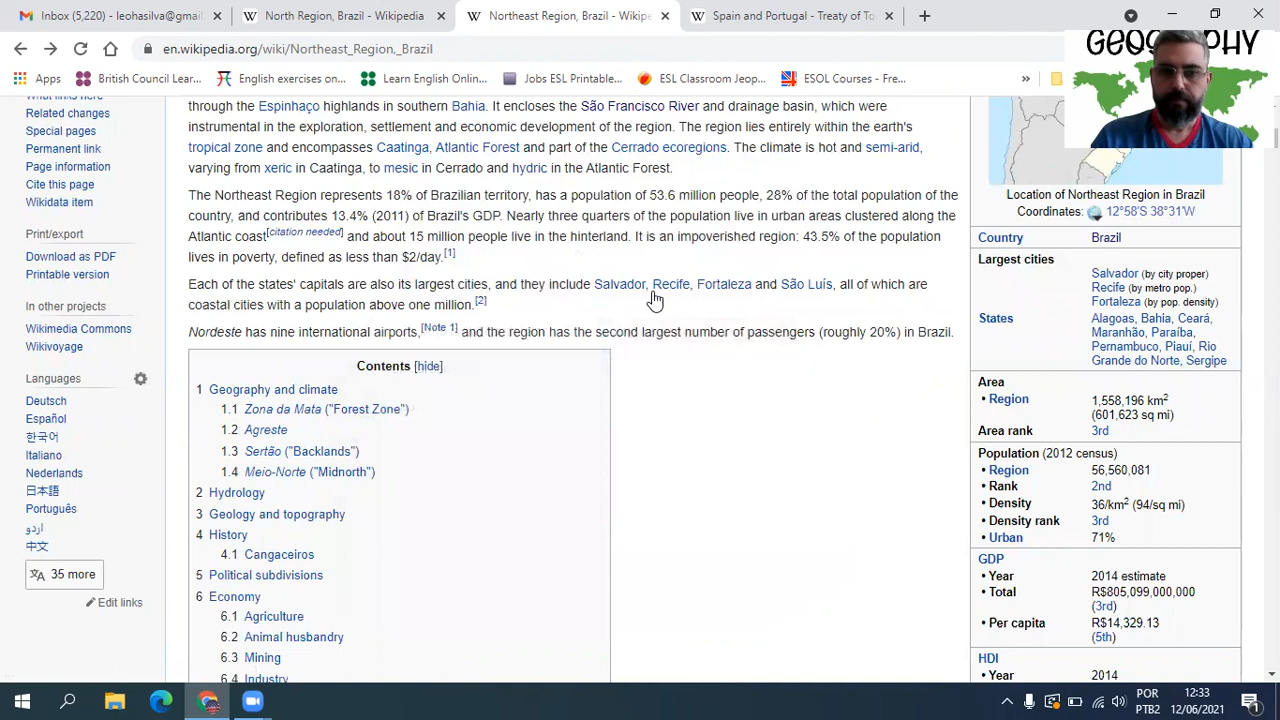 Inbox (5,220) - leohasilva@gmail.
North Region, Brazil - Wikipedia
Northeast Region, Brazil - Wikipe
Spain and Portugal - Treaty of To
en.wikipedia.org/wiki/Northeast_Region,_Brazil
GEOGRAPHY
Apps
British Council Lear...
English exercises on...
Learn English Online...
Jobs ESL Printable...
ESL Classroom Jeop...
ESOL Courses - Fre...
»
What links here
Related changes
Special pages
Permanent link
Page information
Cite this page
Wikidata item
Print/export
Download as PDF
Printable version
In other projects
Wikimedia Commons
Wikivoyage
Languages
Deutsch
Español
한국어
Italiano
Nederlands
日本語
Português
اردو
中文
35 more
Edit links
through the Espinhaço highlands in southern Bahia. It encloses the São Francisco River and drainage basin, which were
instrumental in the exploration, settlement and economic development of the region. The region lies entirely within the earth's
tropical zone and encompasses Caatinga, Atlantic Forest and part of the Cerrado ecoregions. The climate is hot and semi-arid,
varying from xeric in Caatinga, to mesic in Cerrado and hydric in the Atlantic Forest.
The Northeast Region represents 18% of Brazilian territory, has a population of 53.6 million people, 28% of the total population of the
country, and contributes 13.4% (2011) of Brazil's GDP. Nearly three quarters of the population live in urban areas clustered along the
Atlantic coast[citation needed] and about 15 million people live in the hinterland. It is an impoverished region: 43.5% of the population
lives in poverty, defined as less than $2/day.[1]
Each of the states' capitals are also its largest cities, and they include Salvador, Recife, Fortaleza and São Luís, all of which are
coastal cities with a population above one million.[2]
Nordeste has nine international airports.[Note 1] and the region has the second largest number of passengers (roughly 20%) in Brazil.
Contents [hide]
1 Geography and climate
1.1 Zona da Mata ("Forest Zone")
1.2 Agreste
1.3 Sertão ("Backlands")
1.4 Meio-Norte ("Midnorth")
2 Hydrology
3 Geology and topography
4 History
4.1 Cangaceiros
5 Political subdivisions
6 Economy
6.1 Agriculture
6.2 Animal husbandry
6.3 Mining
6.4 Industry
Location of Northeast Region in Brazil
Coordinates: 12°58'S 38°31'W
Country Brazil
Largest cities Salvador (by city proper)
Recife (by metro pop.)
Fortaleza (by pop. density)
States Alagoas, Bahia, Ceará,
Maranhão, Paraíba,
Pernambuco, Piauí, Rio
Grande do Norte, Sergipe
Area
• Region 1,558,196 km2
(601,623 sq mi)
Area rank 3rd
Population (2012 census)
• Region 56,560,081
• Rank 2nd
• Density 36/km2 (94/sq mi)
• Density rank 3rd
• Urban 71%
GDP
• Year 2014 estimate
• Total R$805,099,000,000
(3rd)
• Per capita R$14,329.13
(5th)
HDI
• Year 2014
POR
PTB2
12:33
12/06/2021
1